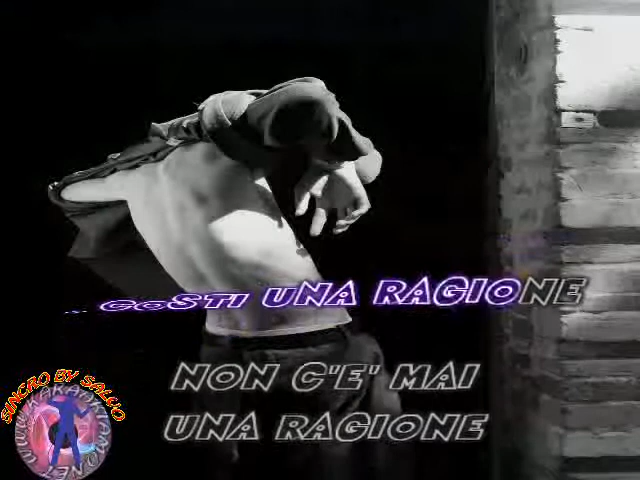 COSTI UNA RAGIONE
NON C'E' MAI
UNA RAGIONE
SINCRO BY SALVO